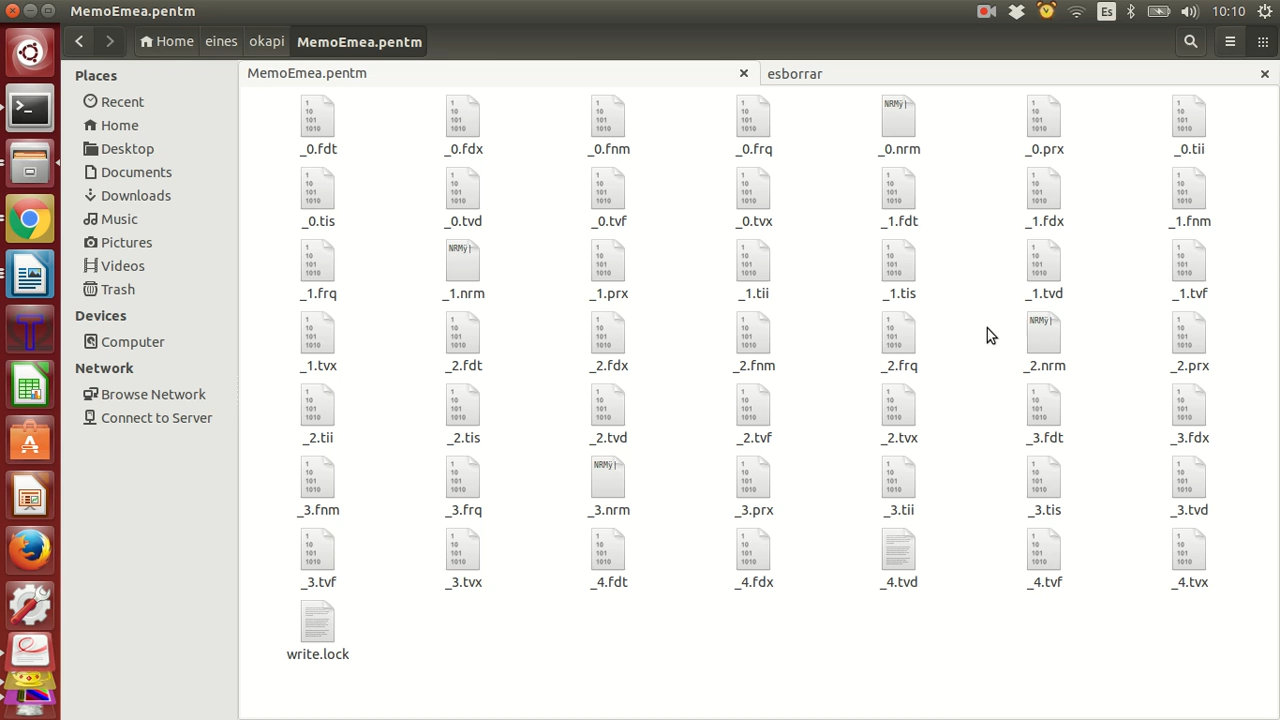 MemoEmea.pentm
Es
10:10
Home eines okapi MemoEmea.pentm
Places
Recent
Home
Desktop
Documents
Downloads
Music
Pictures
Videos
Trash
Devices
Computer
Network
Browse Network
Connect to Server
MemoEmea.pentm
esborrar
_0.fdt _0.fdx _0.fnm _0.frq _0.nrm _0.prx _0.tii
_0.tis _0.tvd _0.tvf _0.tvx _1.fdt _1.fdx _1.fnm
_1.frq _1.nrm _1.prx _1.tii _1.tis _1.tvd _1.tvf
_1.tvx _2.fdt _2.fdx _2.fnm _2.frq _2.nrm _2.prx
_2.tii _2.tis _2.tvd _2.tvf _2.tvx _3.fdt _3.fdx
_3.fnm _3.frq _3.nrm _3.prx _3.tii _3.tis _3.tvd
_3.tvf _3.tvx _4.fdt _4.fdx _4.tvd _4.tvf _4.tvx
write.lock